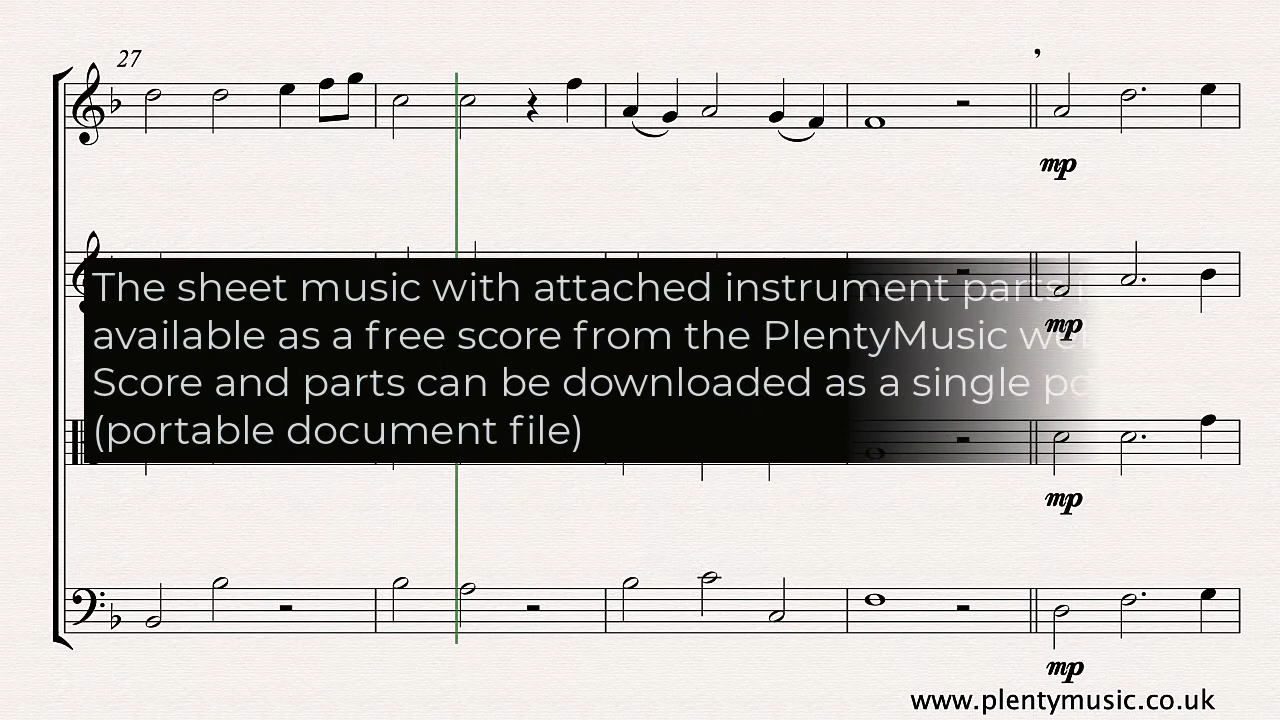 27
mp
The sheet music with attached instrument parts
available as a free score from the PlentyMusic
mp
Score and parts can be downloaded as a single
(portable document file)
mp
mp
www.plentymusic.co.uk